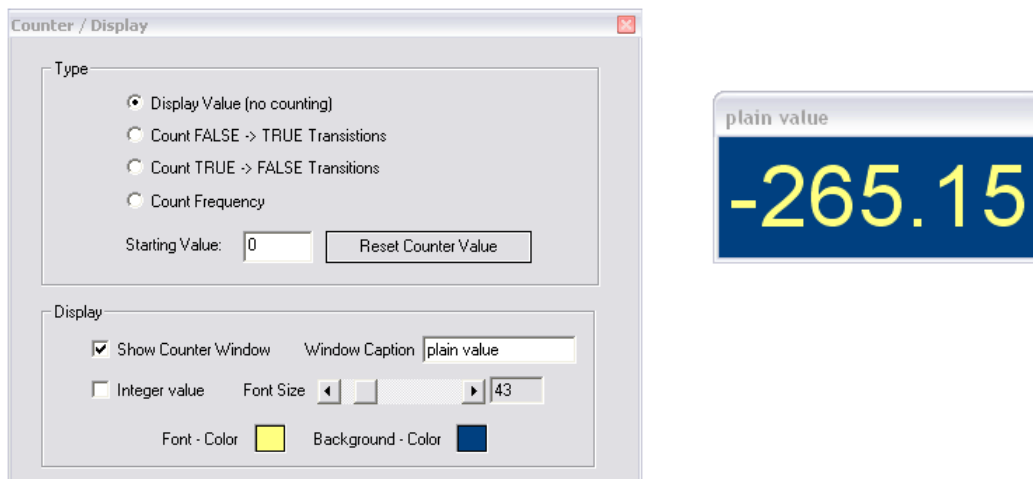 Counter / Display
Type
Display Value (no counting)
Count FALSE -> TRUE Transistions
Count TRUE -> FALSE Transitions
Count Frequency
Starting Value: 0 Reset Counter Value
Display
Show Counter Window Window Caption plain value
Integer value Font Size 43
Font - Color Background - Color
plain value
-265.15